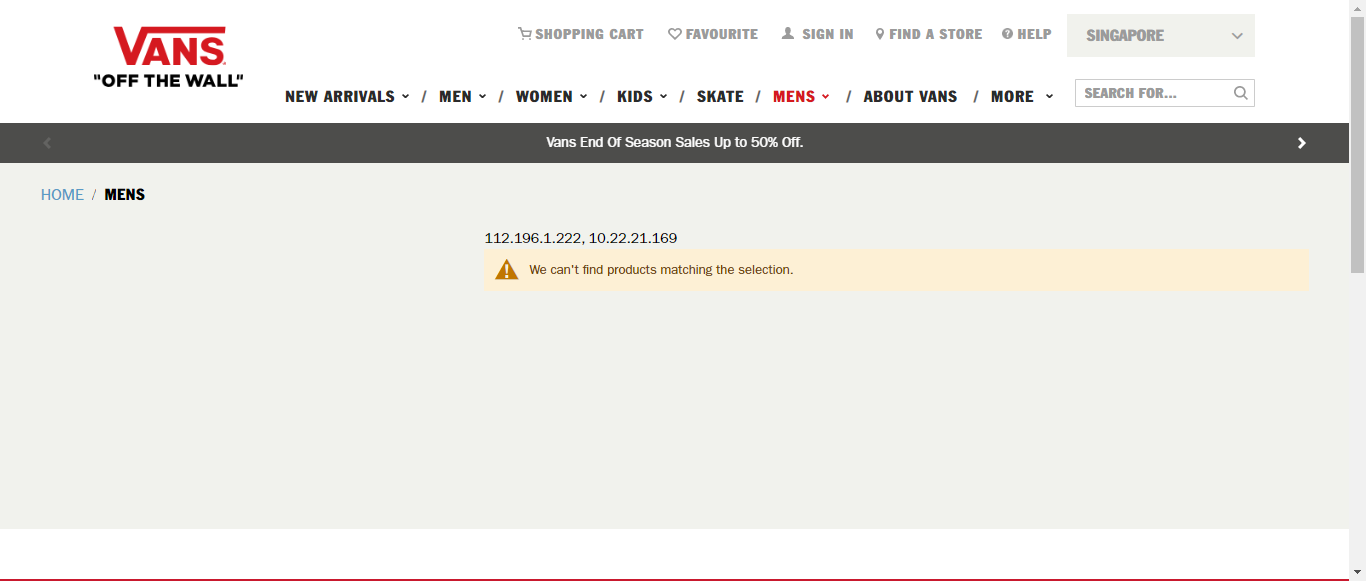 VANS
"OFF THE WALL"
SHOPPING CART FAVOURITE SIGN IN FIND A STORE HELP SINGAPORE
NEW ARRIVALS / MEN / WOMEN / KIDS / SKATE / MENS / ABOUT VANS / MORE SEARCH FOR...
Vans End Of Season Sales Up to 50% Off.
HOME / MENS
112.196.1.222, 10.22.21.169
We can't find products matching the selection.